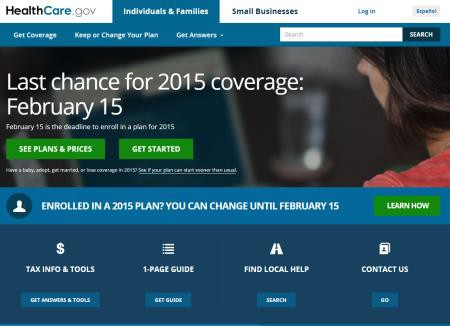 HealthCare.gov
Individuals & Families
Small Businesses
Log in
Español
Get Coverage
Keep or Change Your Plan
Get Answers
Search
SEARCH
Last chance for 2015 coverage:
February 15
February 15 is the deadline to enroll in a plan for 2015
SEE PLANS & PRICES
GET STARTED
Have a baby, adopt, get married, or lose coverage in 2015? See if your plan can start sooner than usual.
ENROLLED IN A 2015 PLAN? YOU CAN CHANGE UNTIL FEBRUARY 15
LEARN HOW
$
TAX INFO & TOOLS
1-PAGE GUIDE
FIND LOCAL HELP
CONTACT US
GET ANSWERS & TOOLS
GET GUIDE
SEARCH
GO